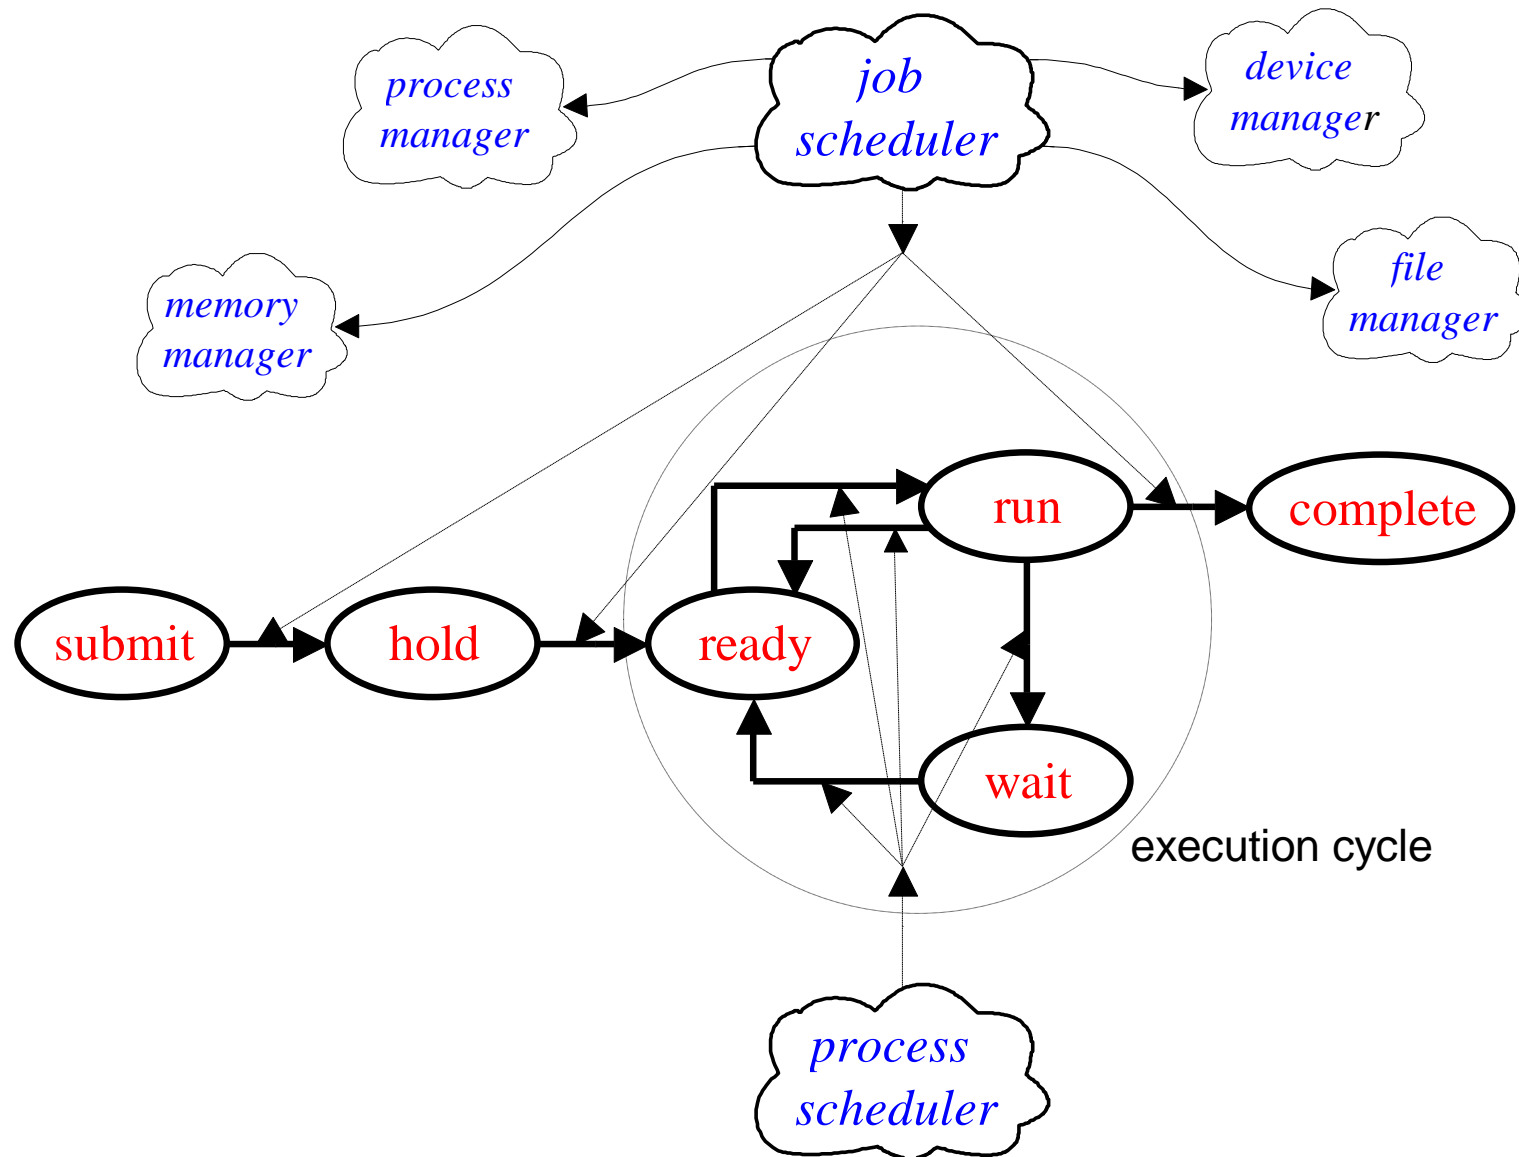 process
manager
job
scheduler
device
manager
memory
manager
file
manager
run
complete
submit
hold
ready
wait
execution cycle
process
scheduler